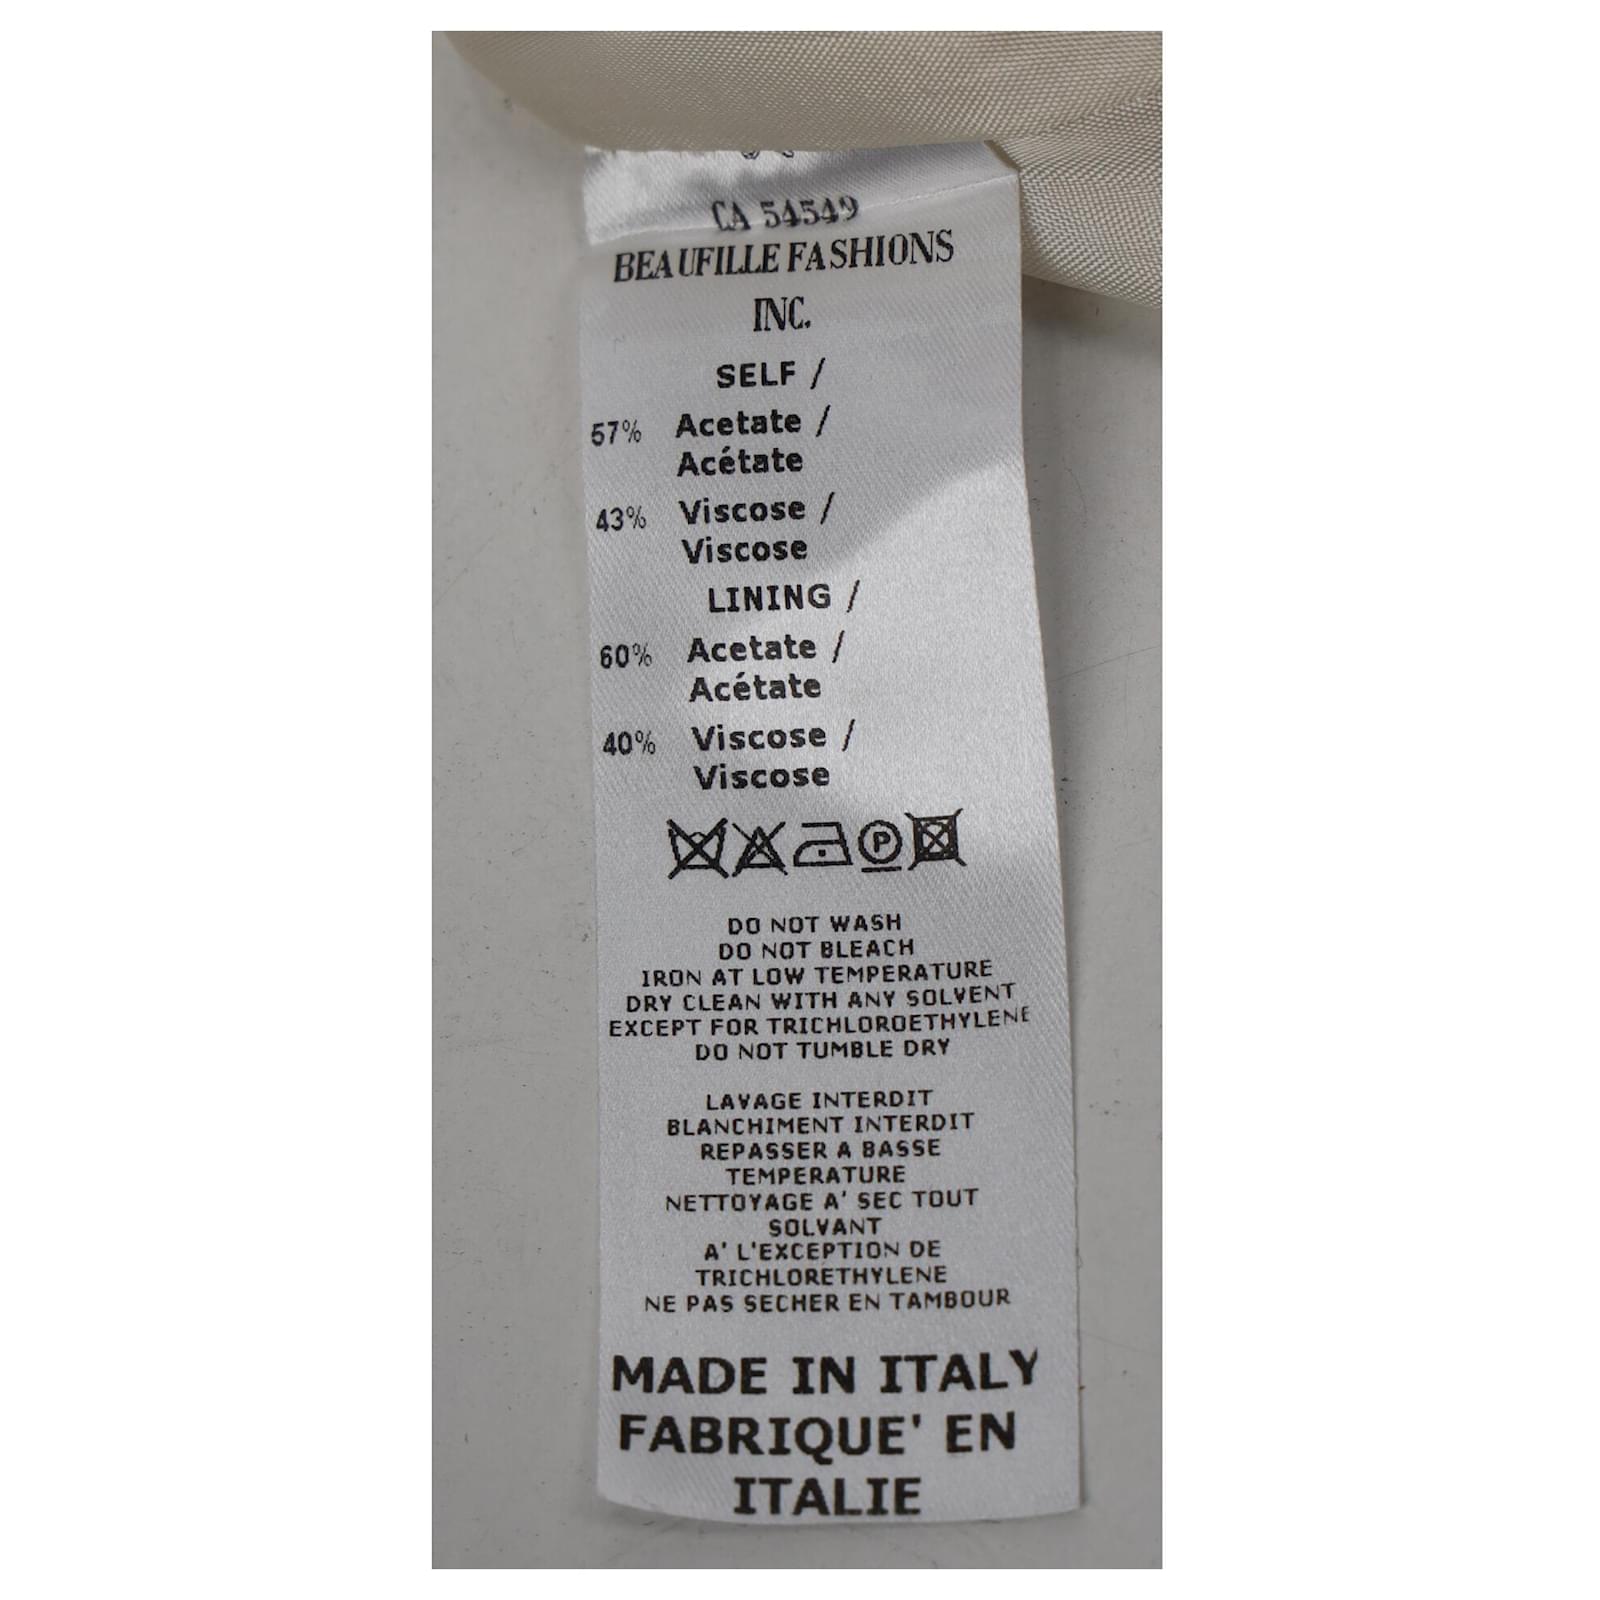 CA 54549
BEAUFILLE FASHIONS
INC.
SELF /
57% Acetate /
Acétate
43% Viscose /
Viscose
LINING /
60% Acetate /
Acétate
40% Viscose /
Viscose
P
DO NOT WASH
DO NOT BLEACH
IRON AT LOW TEMPERATURE
DRY CLEAN WITH ANY SOLVENT
EXCEPT FOR TRICHLOROETHYLENE
DO NOT TUMBLE DRY
LAVAGE INTERDIT
BLANCHIMENT INTERDIT
REPASSER A BASSE
TEMPERATURE
NETTOYAGE A' SEC TOUT
SOLVANT
A' L'EXCEPTION DE
TRICHLORETHYLENE
NE PAS SECHER EN TAMBOUR
MADE IN ITALY
FABRIQUE' EN
ITALIE